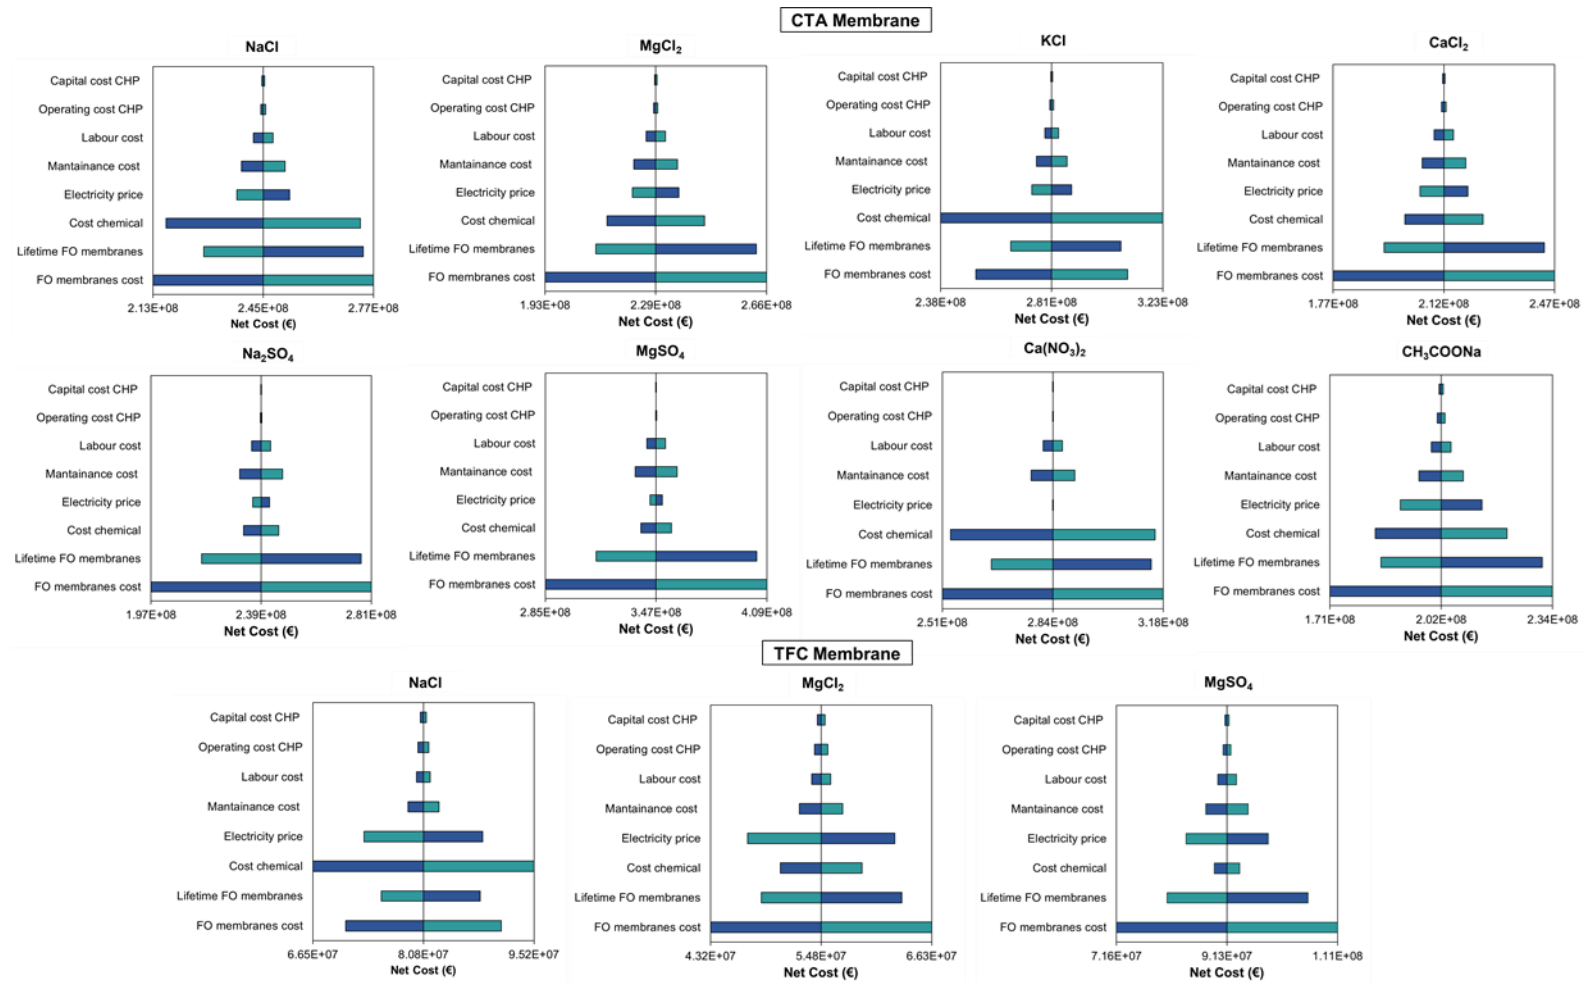 CTA Membrane
NaCl
Capital cost CHP
Operating cost CHP
Labour cost
Mantainance cost
Electricity price
Cost chemical
Lifetime FO membranes
FO membranes cost
2.13E+08 2.45E+08 2.77E+08
Net Cost (€)
MgCl₂
Capital cost CHP
Operating cost CHP
Labour cost
Mantainance cost
Electricity price
Cost chemical
Lifetime FO membranes
FO membranes cost
1.93E+08 2.29E+08 2.66E+08
Net Cost (€)
KCl
Capital cost CHP
Operating cost CHP
Labour cost
Mantainance cost
Electricity price
Cost chemical
Lifetime FO membranes
FO membranes cost
2.38E+08 2.81E+08 3.23E+08
Net Cost (€)
CaCl₂
Capital cost CHP
Operating cost CHP
Labour cost
Mantainance cost
Electricity price
Cost chemical
Lifetime FO membranes
FO membranes cost
1.77E+08 2.12E+08 2.47E+08
Net Cost (€)
Na₂SO₄
Capital cost CHP
Operating cost CHP
Labour cost
Mantainance cost
Electricity price
Cost chemical
Lifetime FO membranes
FO membranes cost
1.97E+08 2.39E+08 2.81E+08
Net Cost (€)
MgSO₄
Capital cost CHP
Operating cost CHP
Labour cost
Mantainance cost
Electricity price
Cost chemical
Lifetime FO membranes
FO membranes cost
2.85E+08 3.47E+08 4.09E+08
Net Cost (€)
Ca(NO₃)₂
Capital cost CHP
Operating cost CHP
Labour cost
Mantainance cost
Electricity price
Cost chemical
Lifetime FO membranes
FO membranes cost
2.51E+08 2.84E+08 3.18E+08
Net Cost (€)
CH₃COONa
Capital cost CHP
Operating cost CHP
Labour cost
Mantainance cost
Electricity price
Cost chemical
Lifetime FO membranes
FO membranes cost
1.71E+08 2.02E+08 2.34E+08
Net Cost (€)
TFC Membrane
NaCl
Capital cost CHP
Operating cost CHP
Labour cost
Mantainance cost
Electricity price
Cost chemical
Lifetime FO membranes
FO membranes cost
6.65E+07 8.08E+07 9.52E+07
Net Cost (€)
MgCl₂
Capital cost CHP
Operating cost CHP
Labour cost
Mantainance cost
Electricity price
Cost chemical
Lifetime FO membranes
FO membranes cost
4.32E+07 5.48E+07 6.63E+07
Net Cost (€)
MgSO₄
Capital cost CHP
Operating cost CHP
Labour cost
Mantainance cost
Electricity price
Cost chemical
Lifetime FO membranes
FO membranes cost
7.16E+07 9.13E+07 1.11E+08
Net Cost (€)